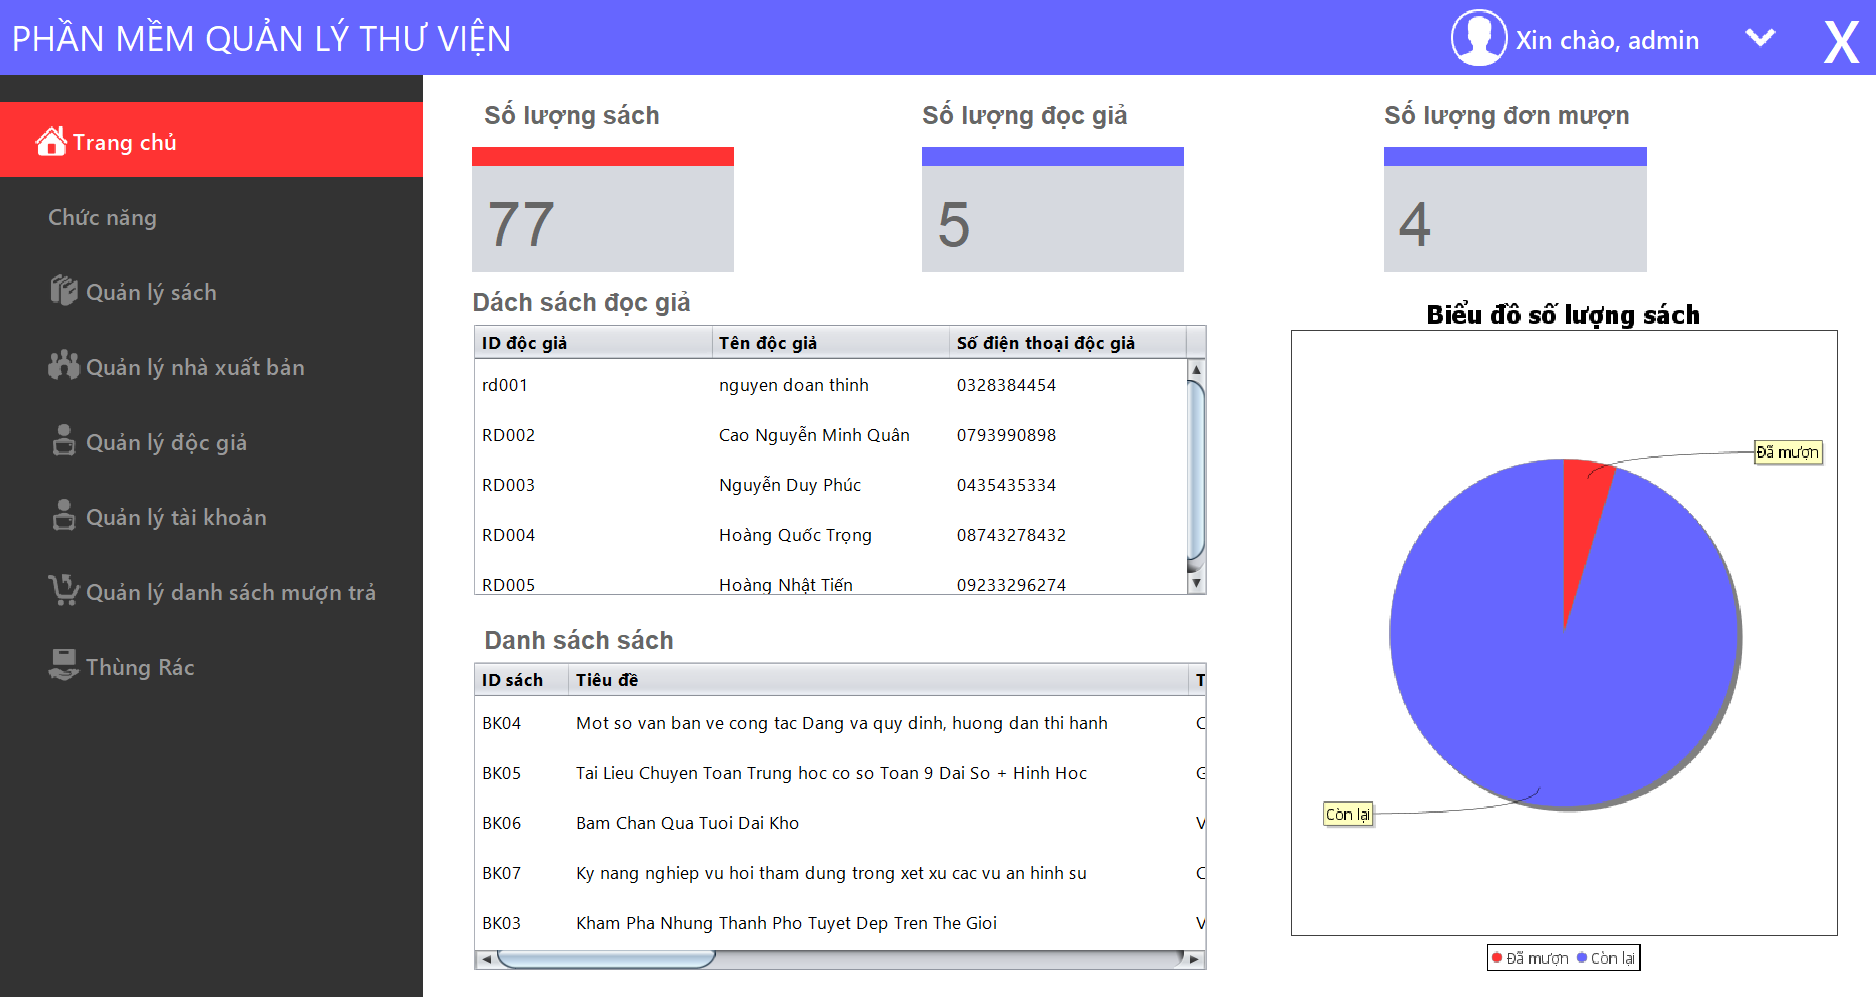 PHẦN MỀM QUẢN LÝ THƯ VIỆN
Xin chào, admin
X
Trang chủ
Chức năng
Quản lý sách
Quản lý nhà xuất bản
Quản lý độc giả
Quản lý tài khoản
Quản lý danh sách mượn trả
Thùng Rác
Số lượng sách
77
Số lượng đọc giả
5
Số lượng đơn mượn
4
Dách sách đọc giả
ID độc giả Tên độc giả Số điện thoại độc giả
rd001 nguyen doan thinh 0328384454
RD002 Cao Nguyễn Minh Quân 0793990898
RD003 Nguyễn Duy Phúc 0435435334
RD004 Hoàng Quốc Trọng 08743278432
RD005 Hoàng Nhật Tiến 09233296274
Danh sách sách
ID sách Tiêu đề T
BK04 Mot so van ban ve cong tac Dang va quy dinh, huong dan thi hanh C
BK05 Tai Lieu Chuyen Toan Trung hoc co so Toan 9 Dai So + Hinh Hoc G
BK06 Bam Chan Qua Tuoi Dai Kho V
BK07 Ky nang nghiep vu hoi tham dung trong xet xu cac vu an hinh su C
BK03 Kham Pha Nhung Thanh Pho Tuyet Dep Tren The Gioi V
Biểu đồ số lượng sách
Đã mượn
Còn lại
Đã mượn Còn lại